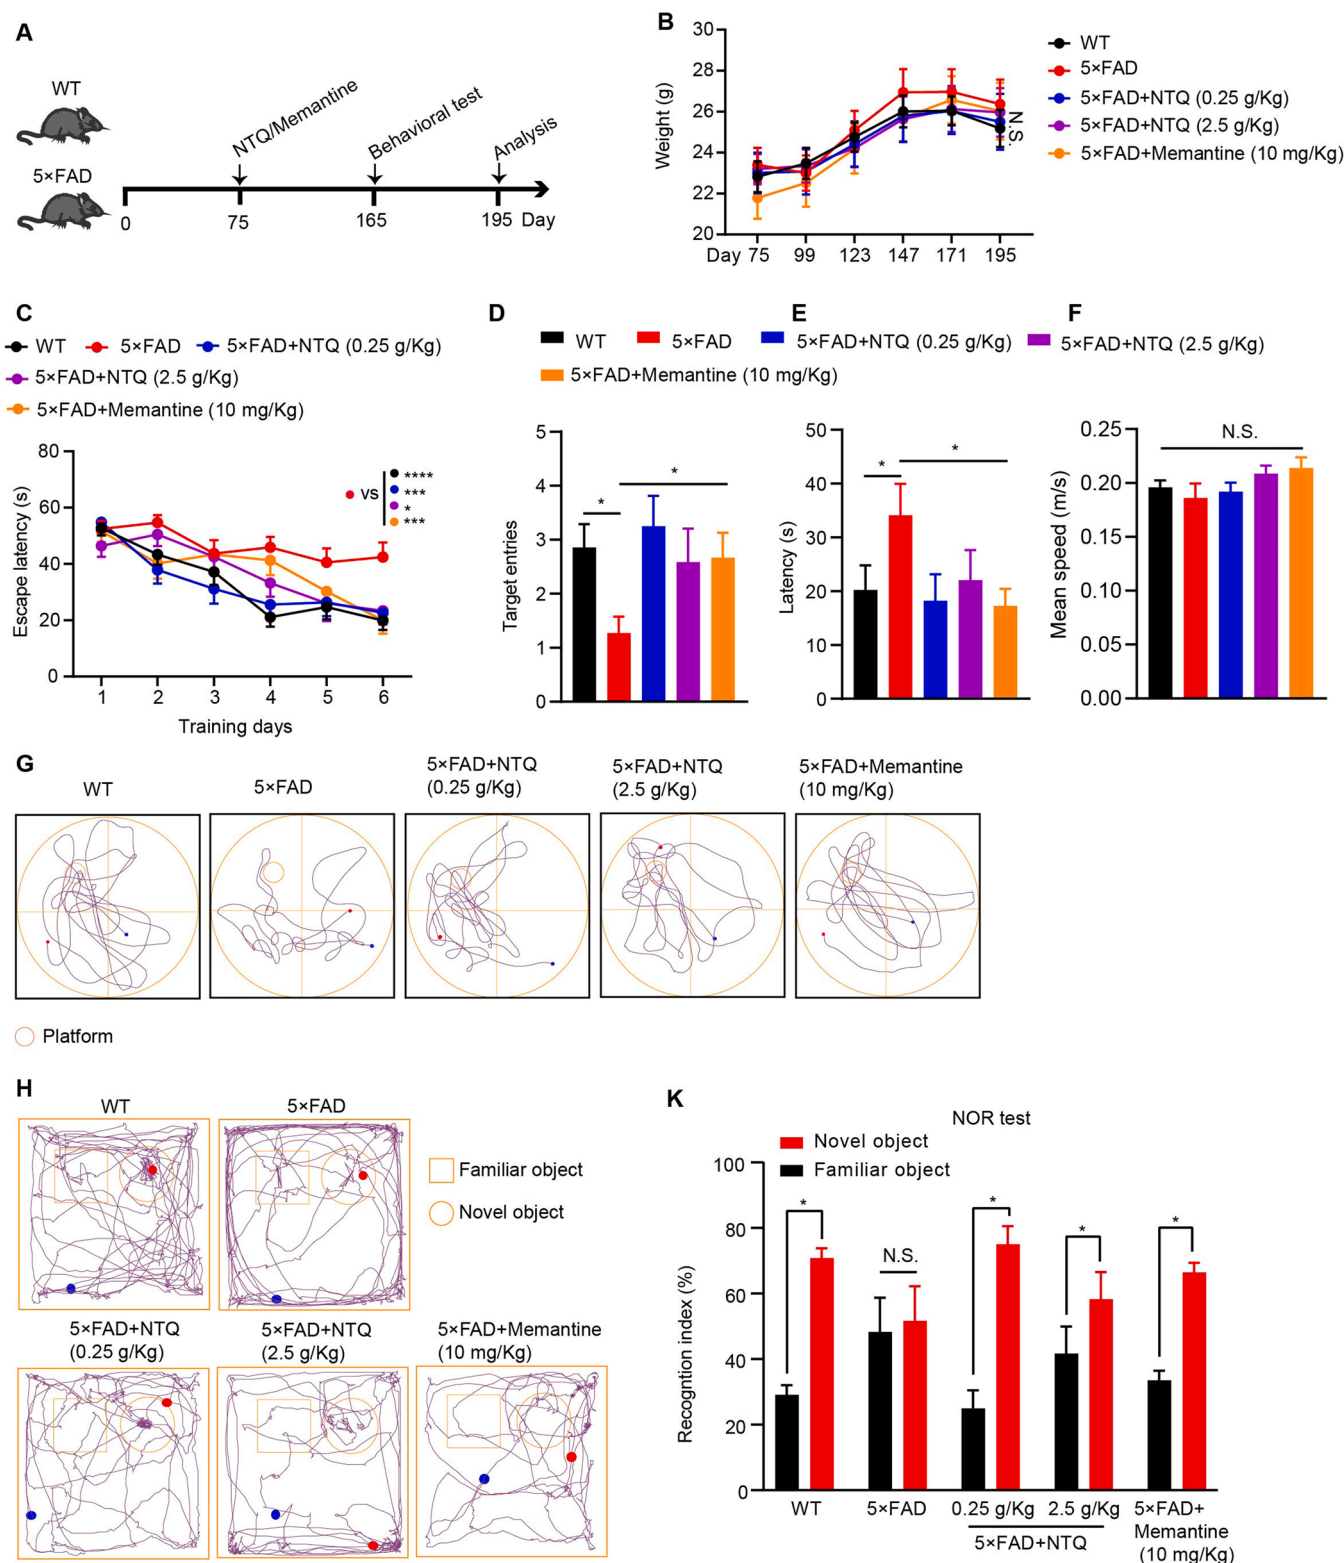 A
WT
5×FAD
NTQ/Memantine
Behavioral test
Analysis
0
75
165
195
Day
B
Weight (g)
30
28
26
24
22
20
Day 75 99 123 147 171 195
N.S.
WT
5×FAD
5×FAD+NTQ (0.25 g/Kg)
5×FAD+NTQ (2.5 g/Kg)
5×FAD+Memantine (10 mg/Kg)
C
WT 5×FAD 5×FAD+NTQ (0.25 g/Kg)
5×FAD+NTQ (2.5 g/Kg)
5×FAD+Memantine (10 mg/Kg)
Escape latency (s)
80
60
40
20
0
vs
****
***
*
***
1 2 3 4 5 6
Training days
D
E
F
WT 5×FAD 5×FAD+NTQ (0.25 g/Kg) 5×FAD+NTQ (2.5 g/Kg)
5×FAD+Memantine (10 mg/Kg)
Target entries
5
4
3
2
1
0
*
*
Latency (s)
50
40
30
20
10
0
*
*
Mean speed (m/s)
0.25
0.20
0.15
0.10
0.05
0.00
N.S.
G
WT
5×FAD
5×FAD+NTQ
(0.25 g/Kg)
5×FAD+NTQ
(2.5 g/Kg)
5×FAD+Memantine
(10 mg/Kg)
Platform
H
WT
5×FAD
Familiar object
Novel object
5×FAD+NTQ
(0.25 g/Kg)
5×FAD+NTQ
(2.5 g/Kg)
5×FAD+Memantine
(10 mg/Kg)
K
NOR test
Novel object
Familiar object
Recogntion index (%)
100
80
60
40
20
0
*
N.S.
*
*
*
WT
5×FAD
0.25 g/Kg
2.5 g/Kg
5×FAD+NTQ
5×FAD+
Memantine
(10 mg/Kg)